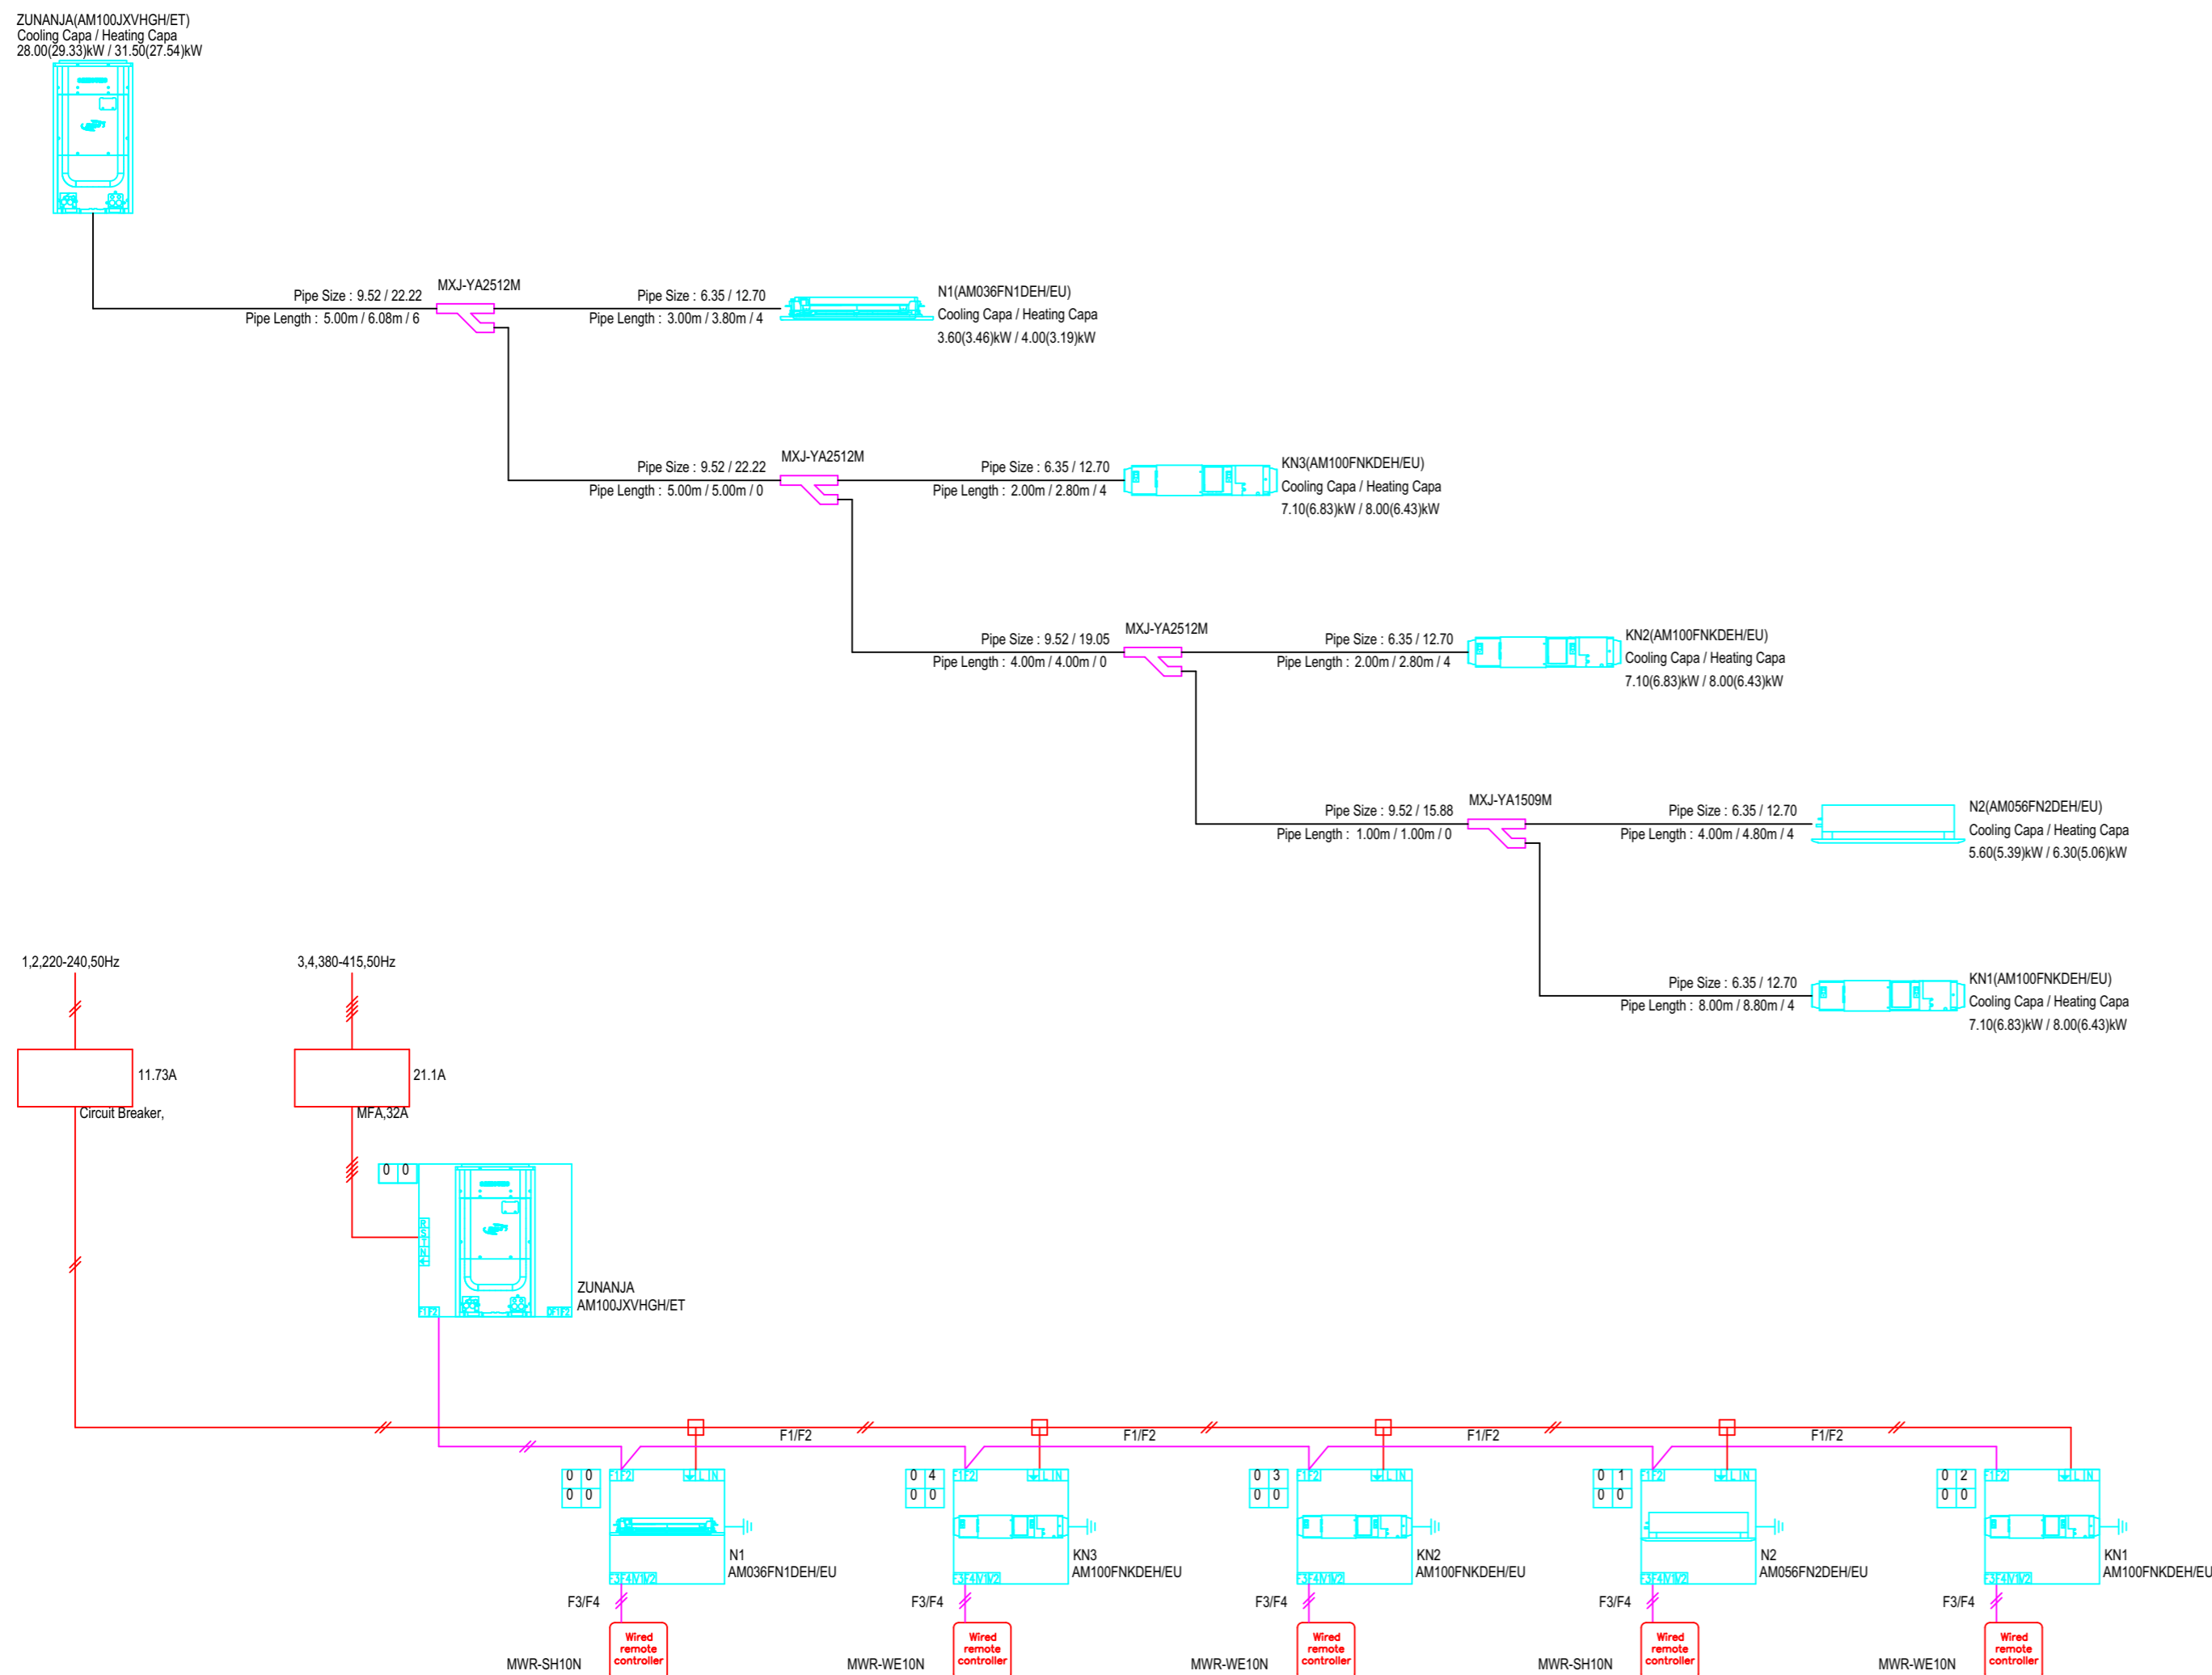 ZUNANJA(AM100JXVHGH/ET)
Cooling Capa / Heating Capa
28.00(29.33)kW / 31.50(27.54)kW
Pipe Size : 9.52 / 22.22
Pipe Length : 5.00m / 6.08m / 6
MXJ-YA2512M
Pipe Size : 6.35 / 12.70
Pipe Length : 3.00m / 3.80m / 4
N1(AM036FN1DEH/EU)
Cooling Capa / Heating Capa
3.60(3.46)kW / 4.00(3.19)kW
Pipe Size : 9.52 / 22.22
Pipe Length : 5.00m / 5.00m / 0
MXJ-YA2512M
Pipe Size : 6.35 / 12.70
Pipe Length : 2.00m / 2.80m / 4
KN3(AM100FNKDEH/EU)
Cooling Capa / Heating Capa
7.10(6.83)kW / 8.00(6.43)kW
Pipe Size : 9.52 / 19.05
Pipe Length : 4.00m / 4.00m / 0
MXJ-YA2512M
Pipe Size : 6.35 / 12.70
Pipe Length : 2.00m / 2.80m / 4
KN2(AM100FNKDEH/EU)
Cooling Capa / Heating Capa
7.10(6.83)kW / 8.00(6.43)kW
Pipe Size : 9.52 / 15.88
Pipe Length : 1.00m / 1.00m / 0
MXJ-YA1509M
Pipe Size : 6.35 / 12.70
Pipe Length : 4.00m / 4.80m / 4
N2(AM056FN2DEH/EU)
Cooling Capa / Heating Capa
5.60(5.39)kW / 6.30(5.06)kW
Pipe Size : 6.35 / 12.70
Pipe Length : 8.00m / 8.80m / 4
KN1(AM100FNKDEH/EU)
Cooling Capa / Heating Capa
7.10(6.83)kW / 8.00(6.43)kW
1,2,220-240,50Hz
3,4,380-415,50Hz
11.73A
Circuit Breaker,
21.1A
MFA,32A
0 0
R
S
T
N
F1F2
OF1F2
ZUNANJA
AM100JXVHGH/ET
F1/F2
F1/F2
F1/F2
F1/F2
0 0
0 0
F1F2
L N
N1
AM036FN1DEH/EU
F3F4V1V2
F3/F4
MWR-SH10N
Wired
remote
controller
0 4
0 0
F1F2
L N
KN3
AM100FNKDEH/EU
F3F4V1V2
F3/F4
MWR-WE10N
Wired
remote
controller
0 3
0 0
F1F2
L N
KN2
AM100FNKDEH/EU
F3F4V1V2
F3/F4
MWR-WE10N
Wired
remote
controller
0 1
0 0
F1F2
L N
N2
AM056FN2DEH/EU
F3F4V1V2
F3/F4
MWR-SH10N
Wired
remote
controller
0 2
0 0
F1F2
L N
KN1
AM100FNKDEH/EU
F3F4V1V2
F3/F4
MWR-WE10N
Wired
remote
controller